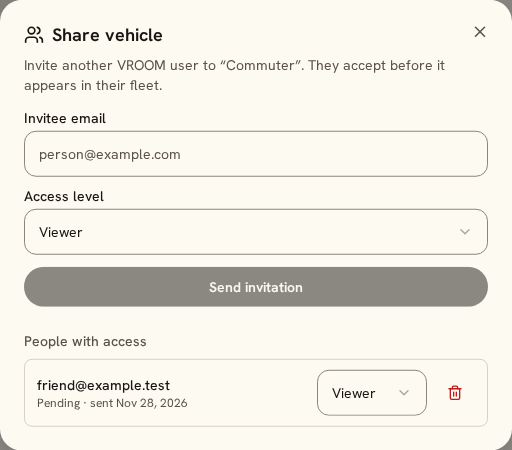 Share vehicle
Invite another VROOM user to “Commuter”. They accept before it
appears in their fleet.
Invitee email
person@example.com
Access level
Viewer
Send invitation
People with access
friend@example.test
Pending · sent Nov 28, 2026
Viewer